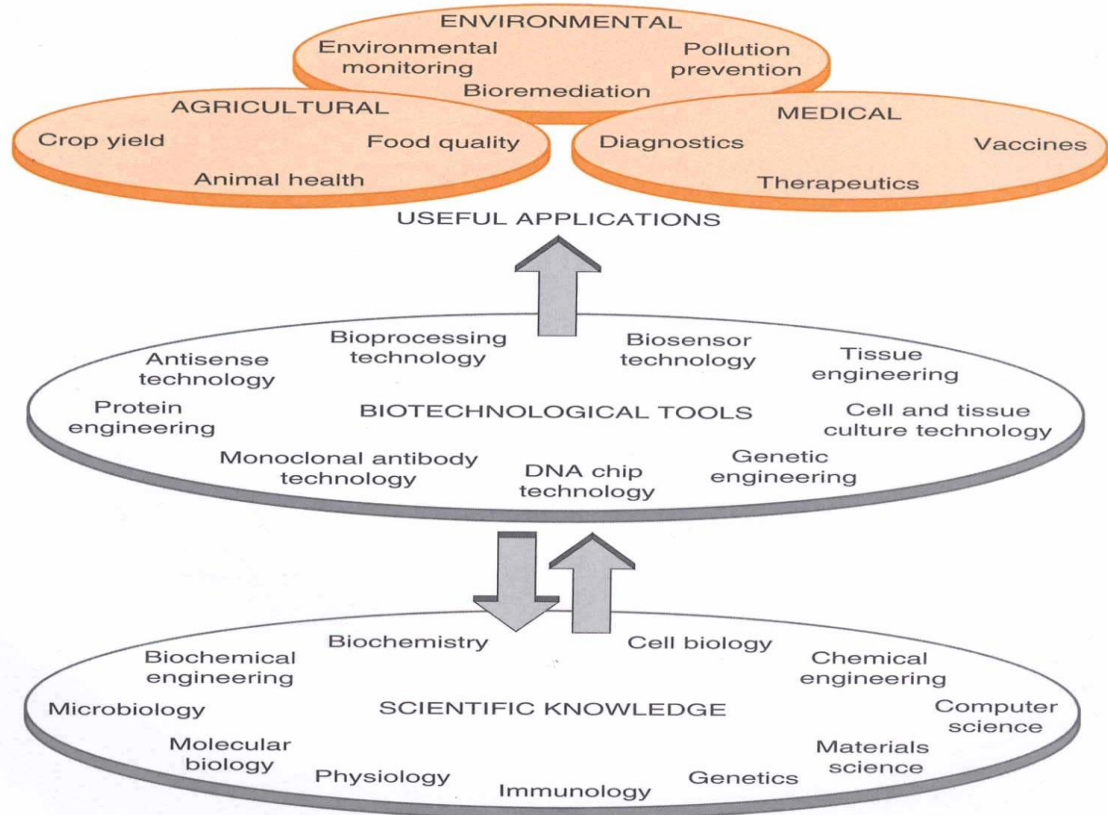 ENVIRONMENTAL
Environmental
monitoring
Pollution
prevention
Bioremediation
AGRICULTURAL
Crop yield
Food quality
Animal health
MEDICAL
Diagnostics
Vaccines
Therapeutics
USEFUL APPLICATIONS
Antisense
technology
Bioprocessing
technology
Biosensor
technology
Tissue
engineering
Protein
engineering
BIOTECHNOLOGICAL TOOLS
Cell and tissue
culture technology
Monoclonal antibody
technology
DNA chip
technology
Genetic
engineering
Biochemical
engineering
Biochemistry
Cell biology
Chemical
engineering
Microbiology
SCIENTIFIC KNOWLEDGE
Computer
science
Molecular
biology
Physiology
Immunology
Genetics
Materials
science